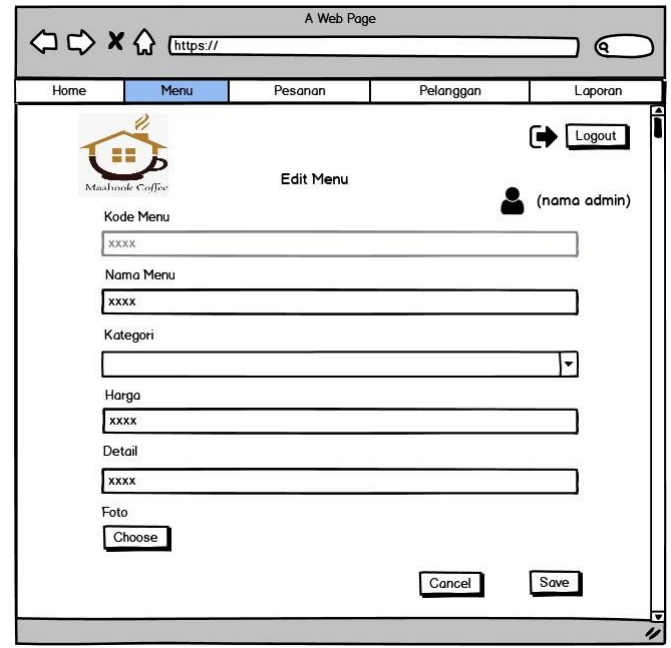 A Web Page
https://
Home Menu Pesanan Pelanggan Laporan
Logout
Mashook Coffee
Edit Menu
(nama admin)
Kode Menu
xxxx
Nama Menu
xxxx
Kategori
Harga
xxxx
Detail
xxxx
Foto
Choose
Cancel Save